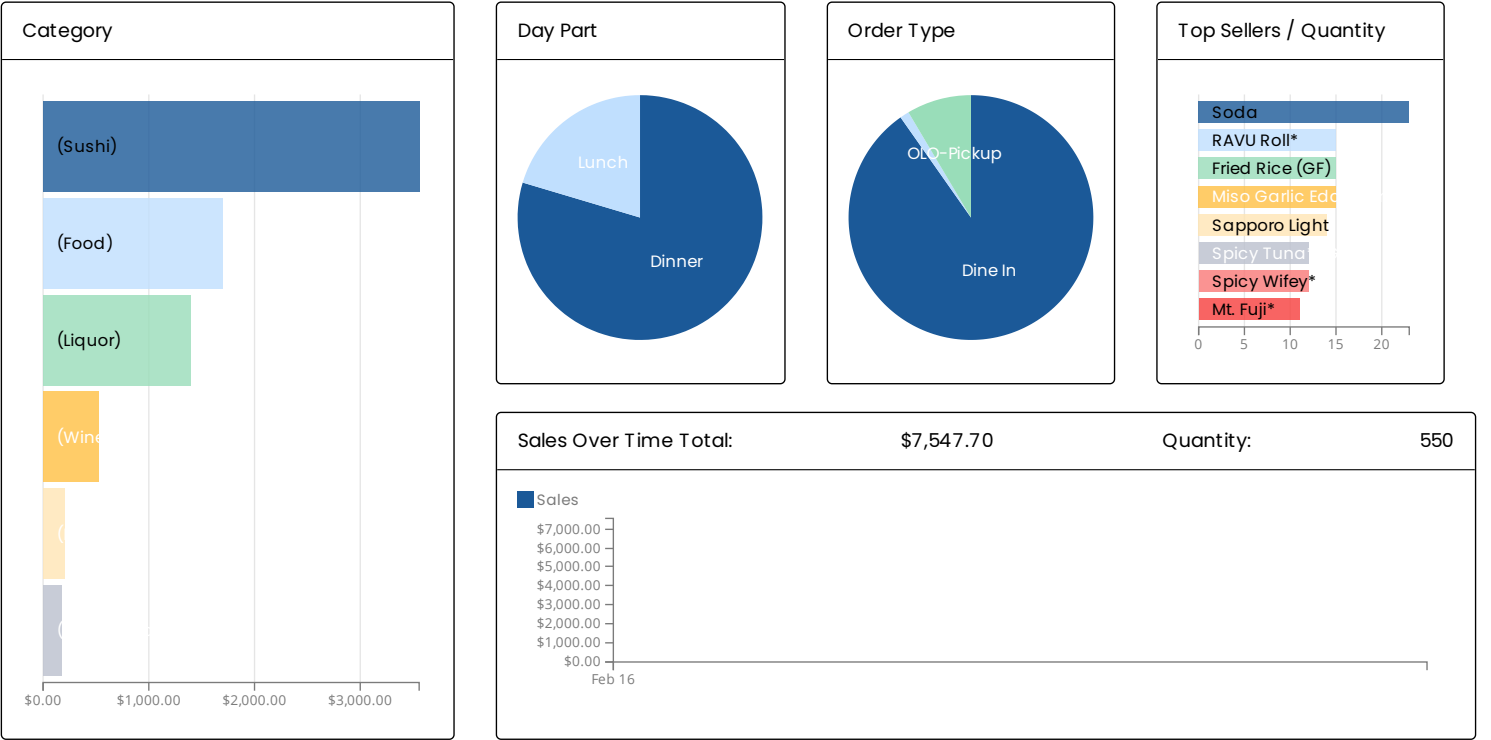 Category
(Sushi)
(Food)
(Liquor)
(Wine
$0.00 $1,000.00 $2,000.00 $3,000.00
Day Part
Lunch
Dinner
Order Type
OLO-Pickup
Dine In
Top Sellers / Quantity
Soda
RAVU Roll*
Fried Rice (GF)
Miso Garlic Eda
Sapporo Light
Spicy Tuna*
Spicy Wifey*
Mt. Fuji*
0 5 10 15 20
Sales Over Time Total: $7,547.70 Quantity: 550
Sales
$7,000.00
$6,000.00
$5,000.00
$4,000.00
$3,000.00
$2,000.00
$1,000.00
$0.00
Feb 16